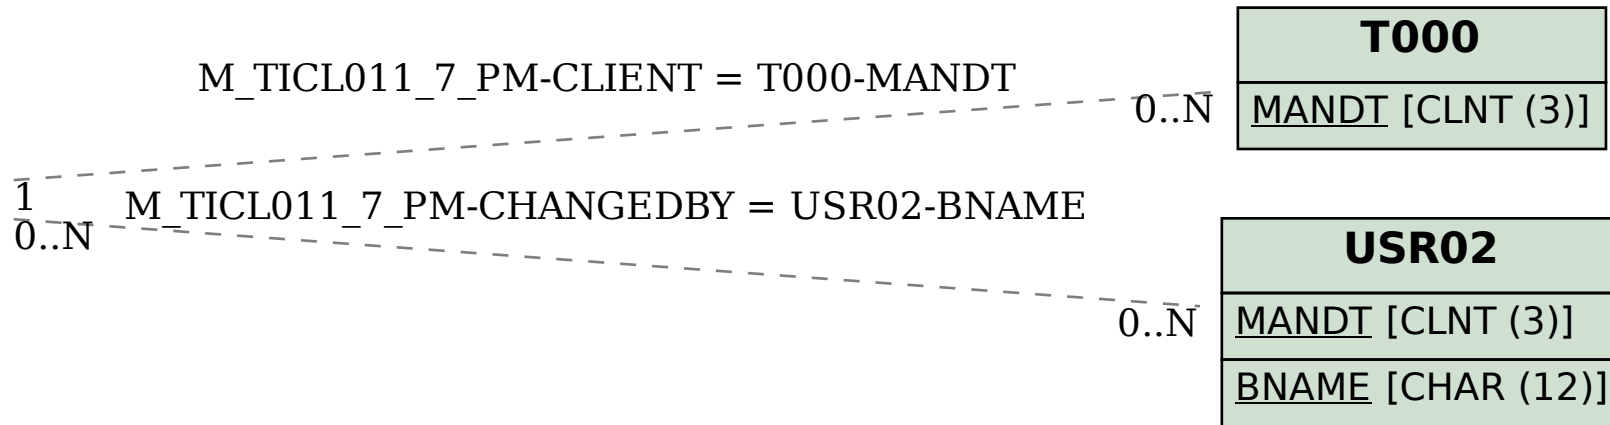 T000
M_TICL011_7_PM-CLIENT = T000-MANDT
0..N
MANDT [CLNT (3)]
1
M_TICL011_7_PM-CHANGEDBY = USR02-BNAME
0..N
USR02
0..N
MANDT [CLNT (3)]
BNAME [CHAR (12)]